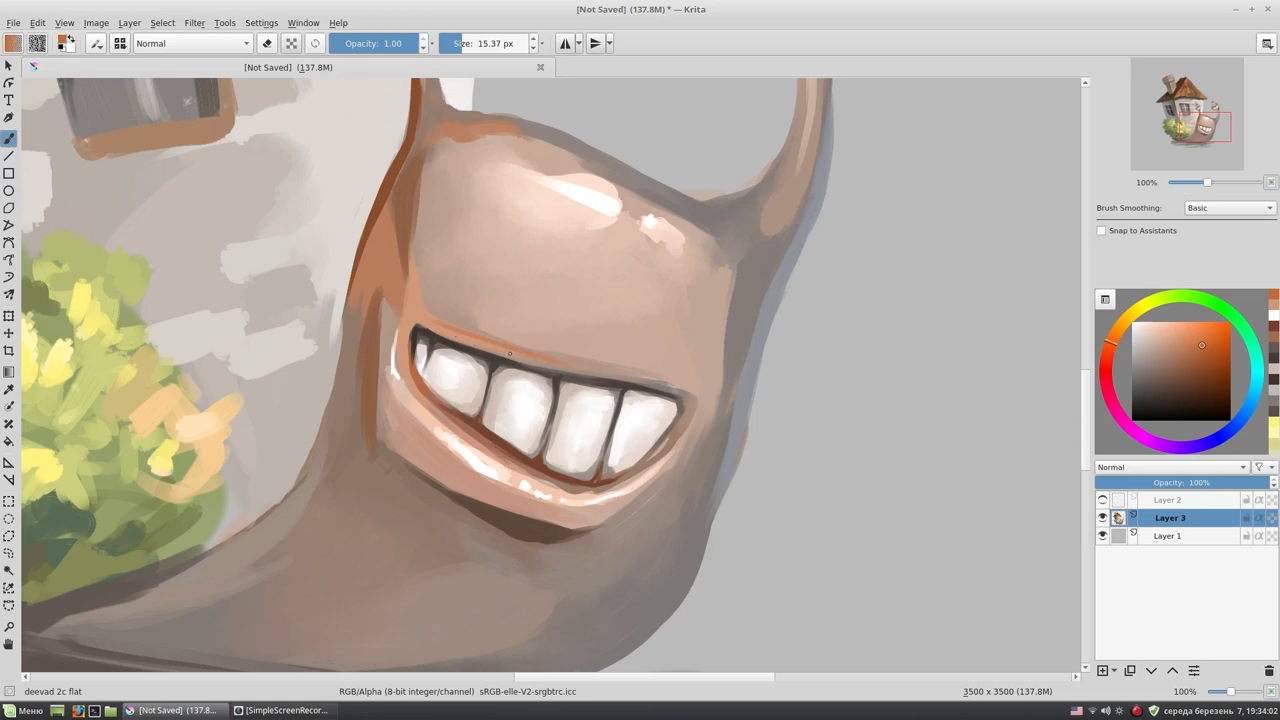 [Not Saved]  (137.8M) * — Krita
File Edit View Image Layer Select Filter Tools Settings Window Help
Normal Opacity: 1.00 Size: 15.37 px
[Not Saved]  (137.8M)
100%
Brush Smoothing: Basic
Snap to Assistants
Normal
Opacity: 100%
Layer 2
Layer 3
Layer 1
deevad 2c flat RGB/Alpha (8-bit integer/channel)  sRGB-elle-V2-srgbtrc.icc 3500 x 3500 (137.8M) 100%
Меню [Not Saved]  (137.8... [SimpleScreenRecor... середа березень  7, 19:34:02